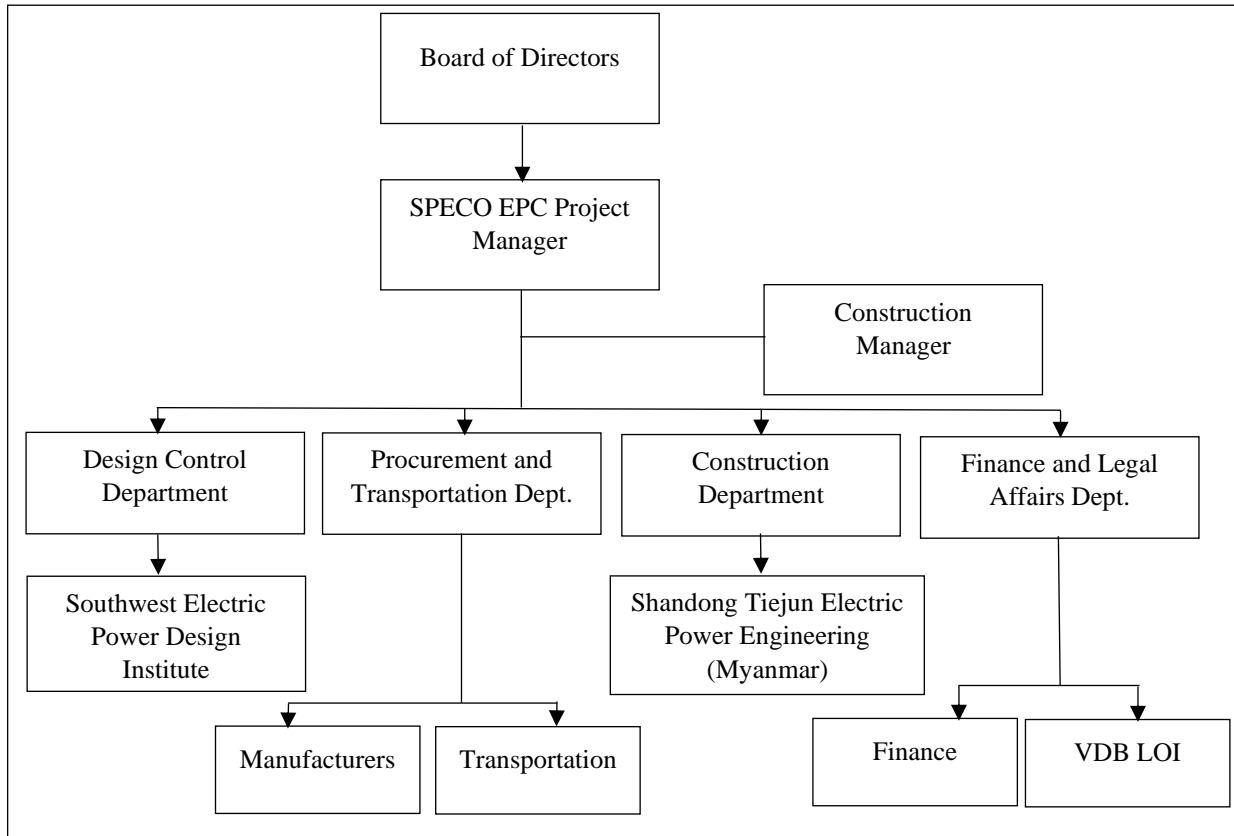 Board of Directors
SPECO EPC Project
Manager
Construction
Manager
Design Control
Department
Procurement and
Transportation Dept.
Construction
Department
Finance and Legal
Affairs Dept.
Southwest Electric
Power Design
Institute
Shandong Tiejun Electric
Power Engineering
(Myanmar)
Manufacturers
Transportation
Finance
VDB LOI